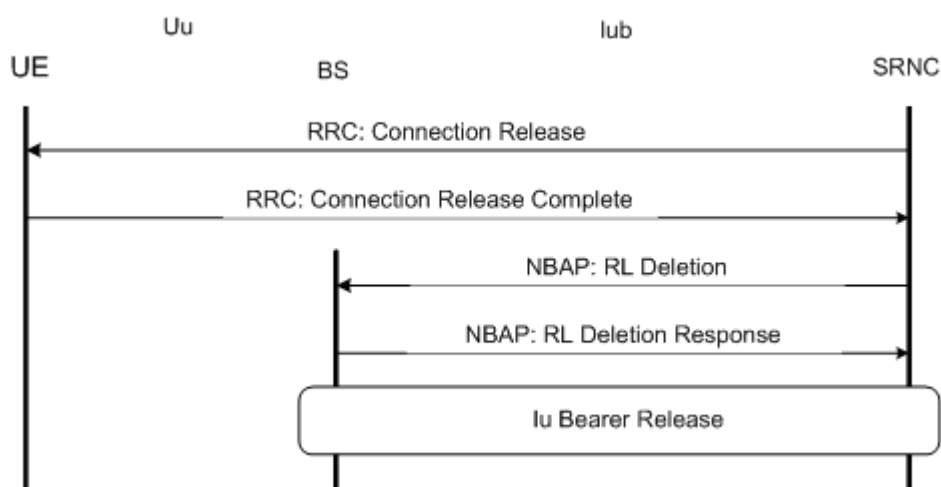 Uu
Iub
UE
BS
SRNC
RRC: Connection Release
RRC: Connection Release Complete
NBAP: RL Deletion
NBAP: RL Deletion Response
Iu Bearer Release